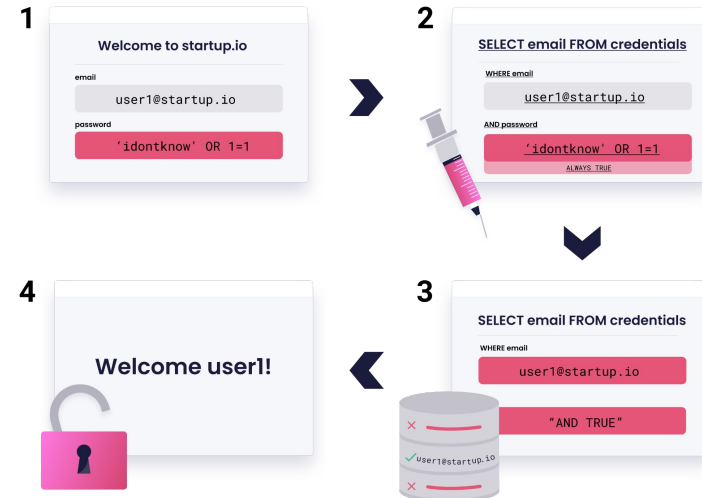 1
Welcome to startup.io
email
user1@startup.io
password
‘idontknow' OR 1=1
2
SELECT email FROM credentials
WHERE email
user1@startup.io
AND password
‘idontknow' OR 1=1
ALWAYS TRUE
3
SELECT email FROM credentials
WHERE email
user1@startup.io
“AND TRUE”
user1@startup.io
4
Welcome user1!